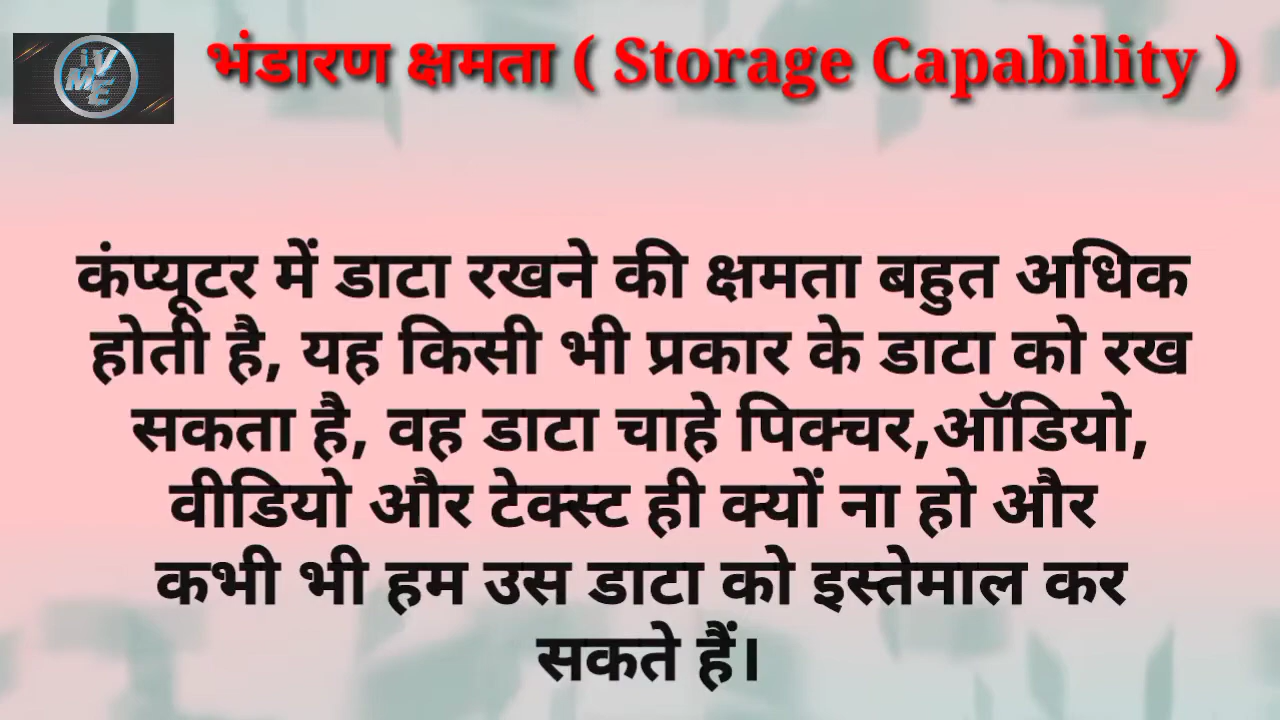 भंडारण क्षमता ( Storage Capability )
कंप्यूटर में डाटा रखने की क्षमता बहुत अधिक
होती है, यह किसी भी प्रकार के डाटा को रख
सकता है, वह डाटा चाहे पिक्चर,ऑडियो,
वीडियो और टेक्स्ट ही क्यों ना हो और
कभी भी हम उस डाटा को इस्तेमाल कर
सकते हैं।